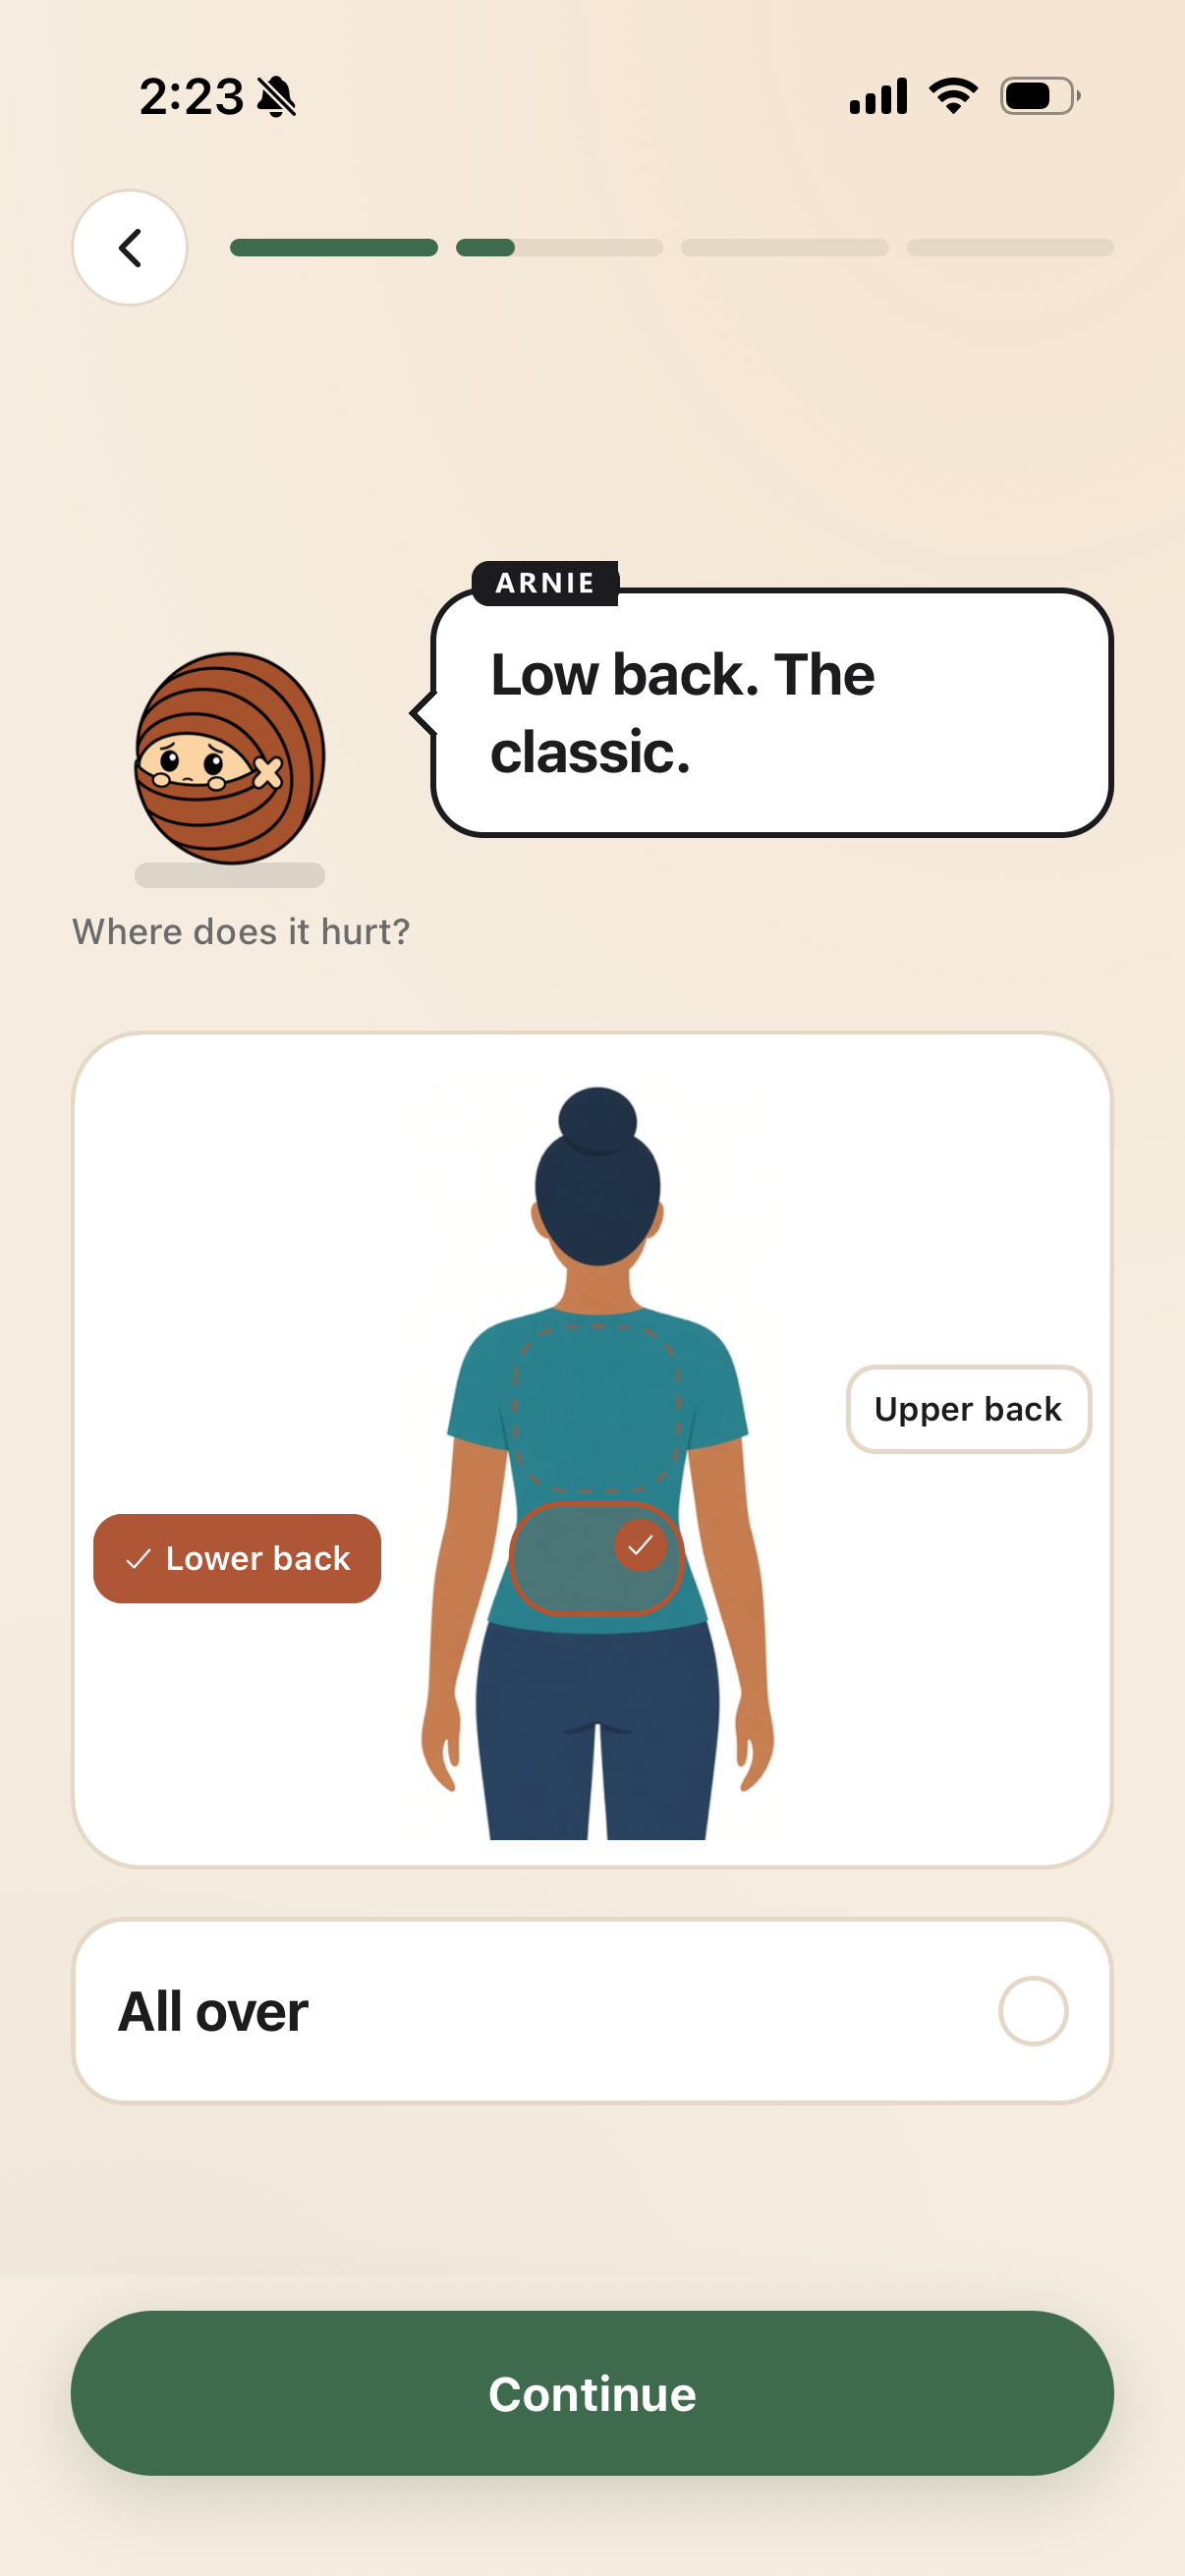 2:23
ARNIE
Low back. The
classic.
Where does it hurt?
Upper back
Lower back
All over
Continue